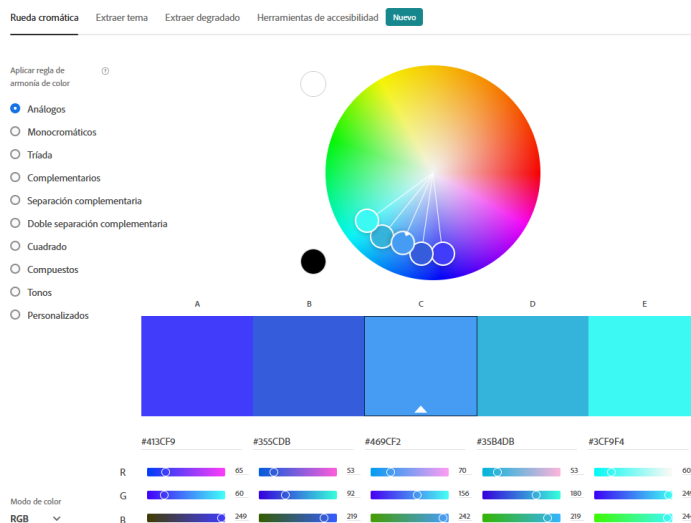 Rueda cromática Extraer tema Extraer degradado Herramientas de accesibilidad Nuevo
Aplicar regla de
armonía de color
Análogos
Monocromáticos
Tríada
Complementarios
Separación complementaria
Doble separación complementaria
Cuadrado
Compuestos
Tonos
Personalizados
A B C D E
#413CF9 #355CDB #469CF2 #35B4DB #3CF9F4
R 65 53 70 53 60
G 60 92 156 180 249
Modo de color
RGB B 249 219 242 219 244